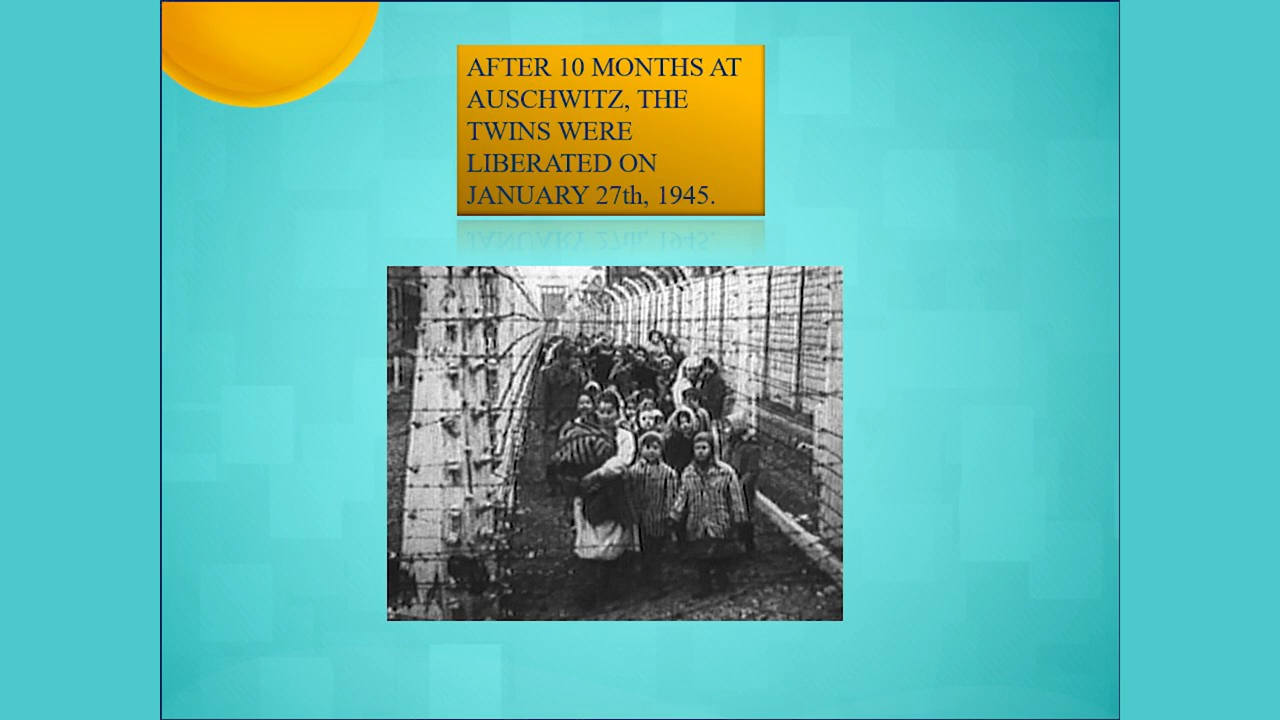 AFTER 10 MONTHS AT
AUSCHWITZ, THE
TWINS WERE
LIBERATED ON
JANUARY 27th, 1945.